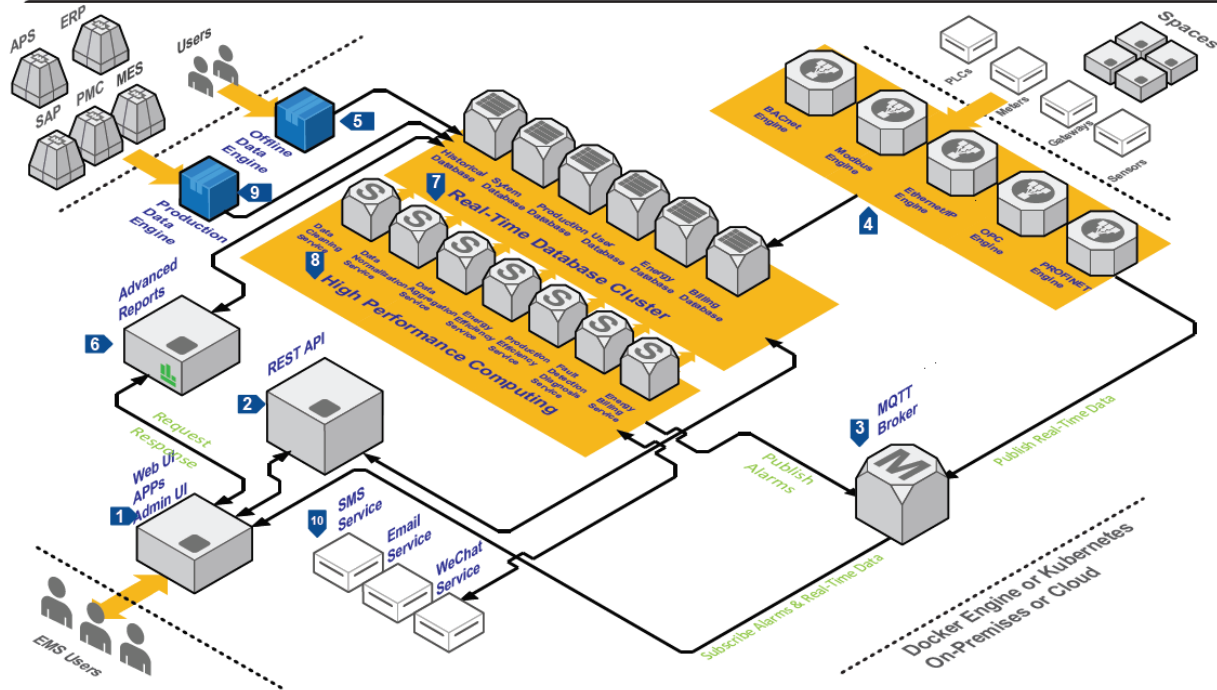 APS
ERP
SAP
PMC
MES
Users
Offline
Data
Engine
5
Production
Data
Engine
9
Historical
Database
Sytem
Database
Production
Database
User
Database
Energy
Database
Billing
Database
7
Real-Time Database Cluster
S
S
S
S
S
S
S
Data
Cleaning
Service
Data
Normalization
Service
Data
Aggregation
Service
Energy
Efficiency
Service
Production
Efficiency
Service
Fault
Detection
Diagnosis
Service
Energy
Billing
Service
8
High Performance Computing
BACnet
Engine
Modbus
Engine
Ethernet/IP
Engine
OPC
Engine
PROFINET
Engine
4
PLCs
Meters
Gateways
Sensors
Spaces
Advanced
Reports
6
REST API
2
Request
Response
Web UI
APPs
Admin UI
1
EMS Users
10
SMS
Service
Email
Service
WeChat
Service
Publish
Alarms
3
MQTT
Broker
M
Publish Real-Time Data
Subscribe Alarms & Real-Time Data
Docker Engine or Kubernetes
On-Premises or Cloud